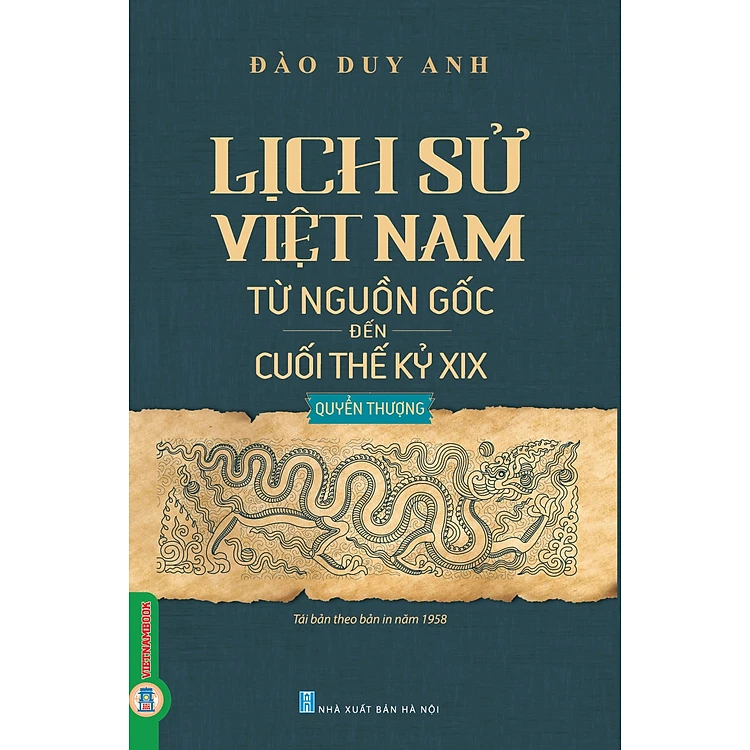 ĐÀO DUY ANH
LỊCH SỬ
VIỆT NAM
TỪ NGUỒN GỐC
ĐẾN
CUỐI THẾ KỶ XIX
QUYỂN THƯỢNG
Tái bản theo bản in năm 1958
VIETNAMBOOK
NHÀ XUẤT BẢN HÀ NỘI